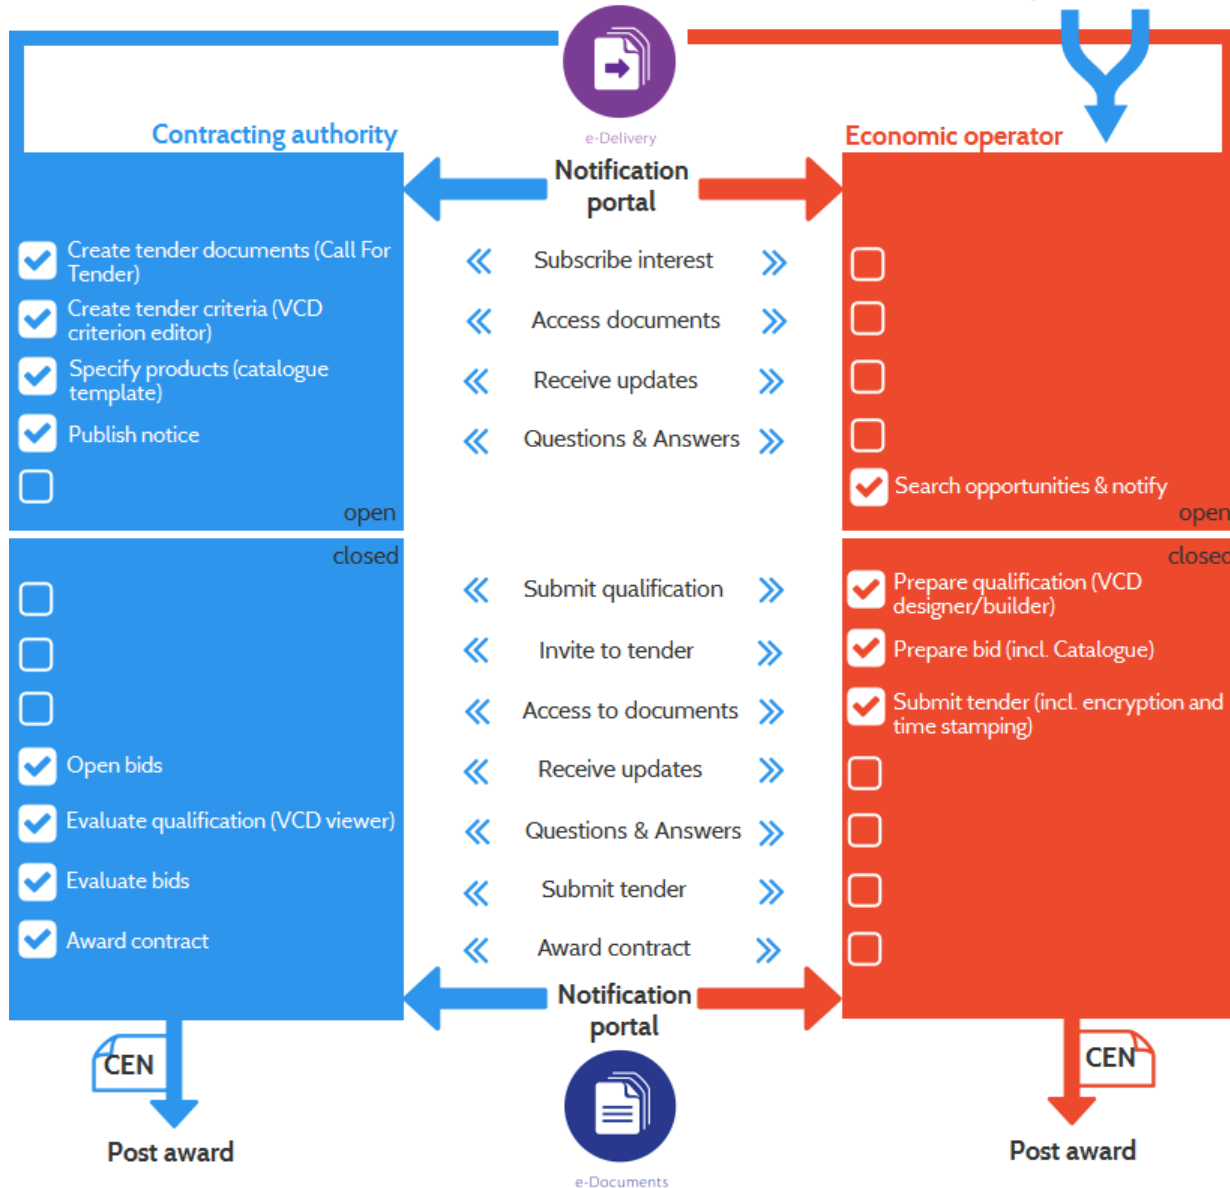 e-Delivery
Contracting authority
Economic operator
Notification
portal
Create tender documents (Call For
Tender)
Subscribe interest
Create tender criteria (VCD
criterion editor)
Access documents
Specify products (catalogue
template)
Receive updates
Publish notice
Questions & Answers
Search opportunities & notify
open
open
closed
closed
Submit qualification
Prepare qualification (VCD
designer/builder)
Invite to tender
Prepare bid (incl. Catalogue)
Access to documents
Submit tender (incl. encryption and
time stamping)
Open bids
Receive updates
Evaluate qualification (VCD viewer)
Questions & Answers
Evaluate bids
Submit tender
Award contract
Award contract
Notification
portal
CEN
CEN
Post award
Post award
e-Documents